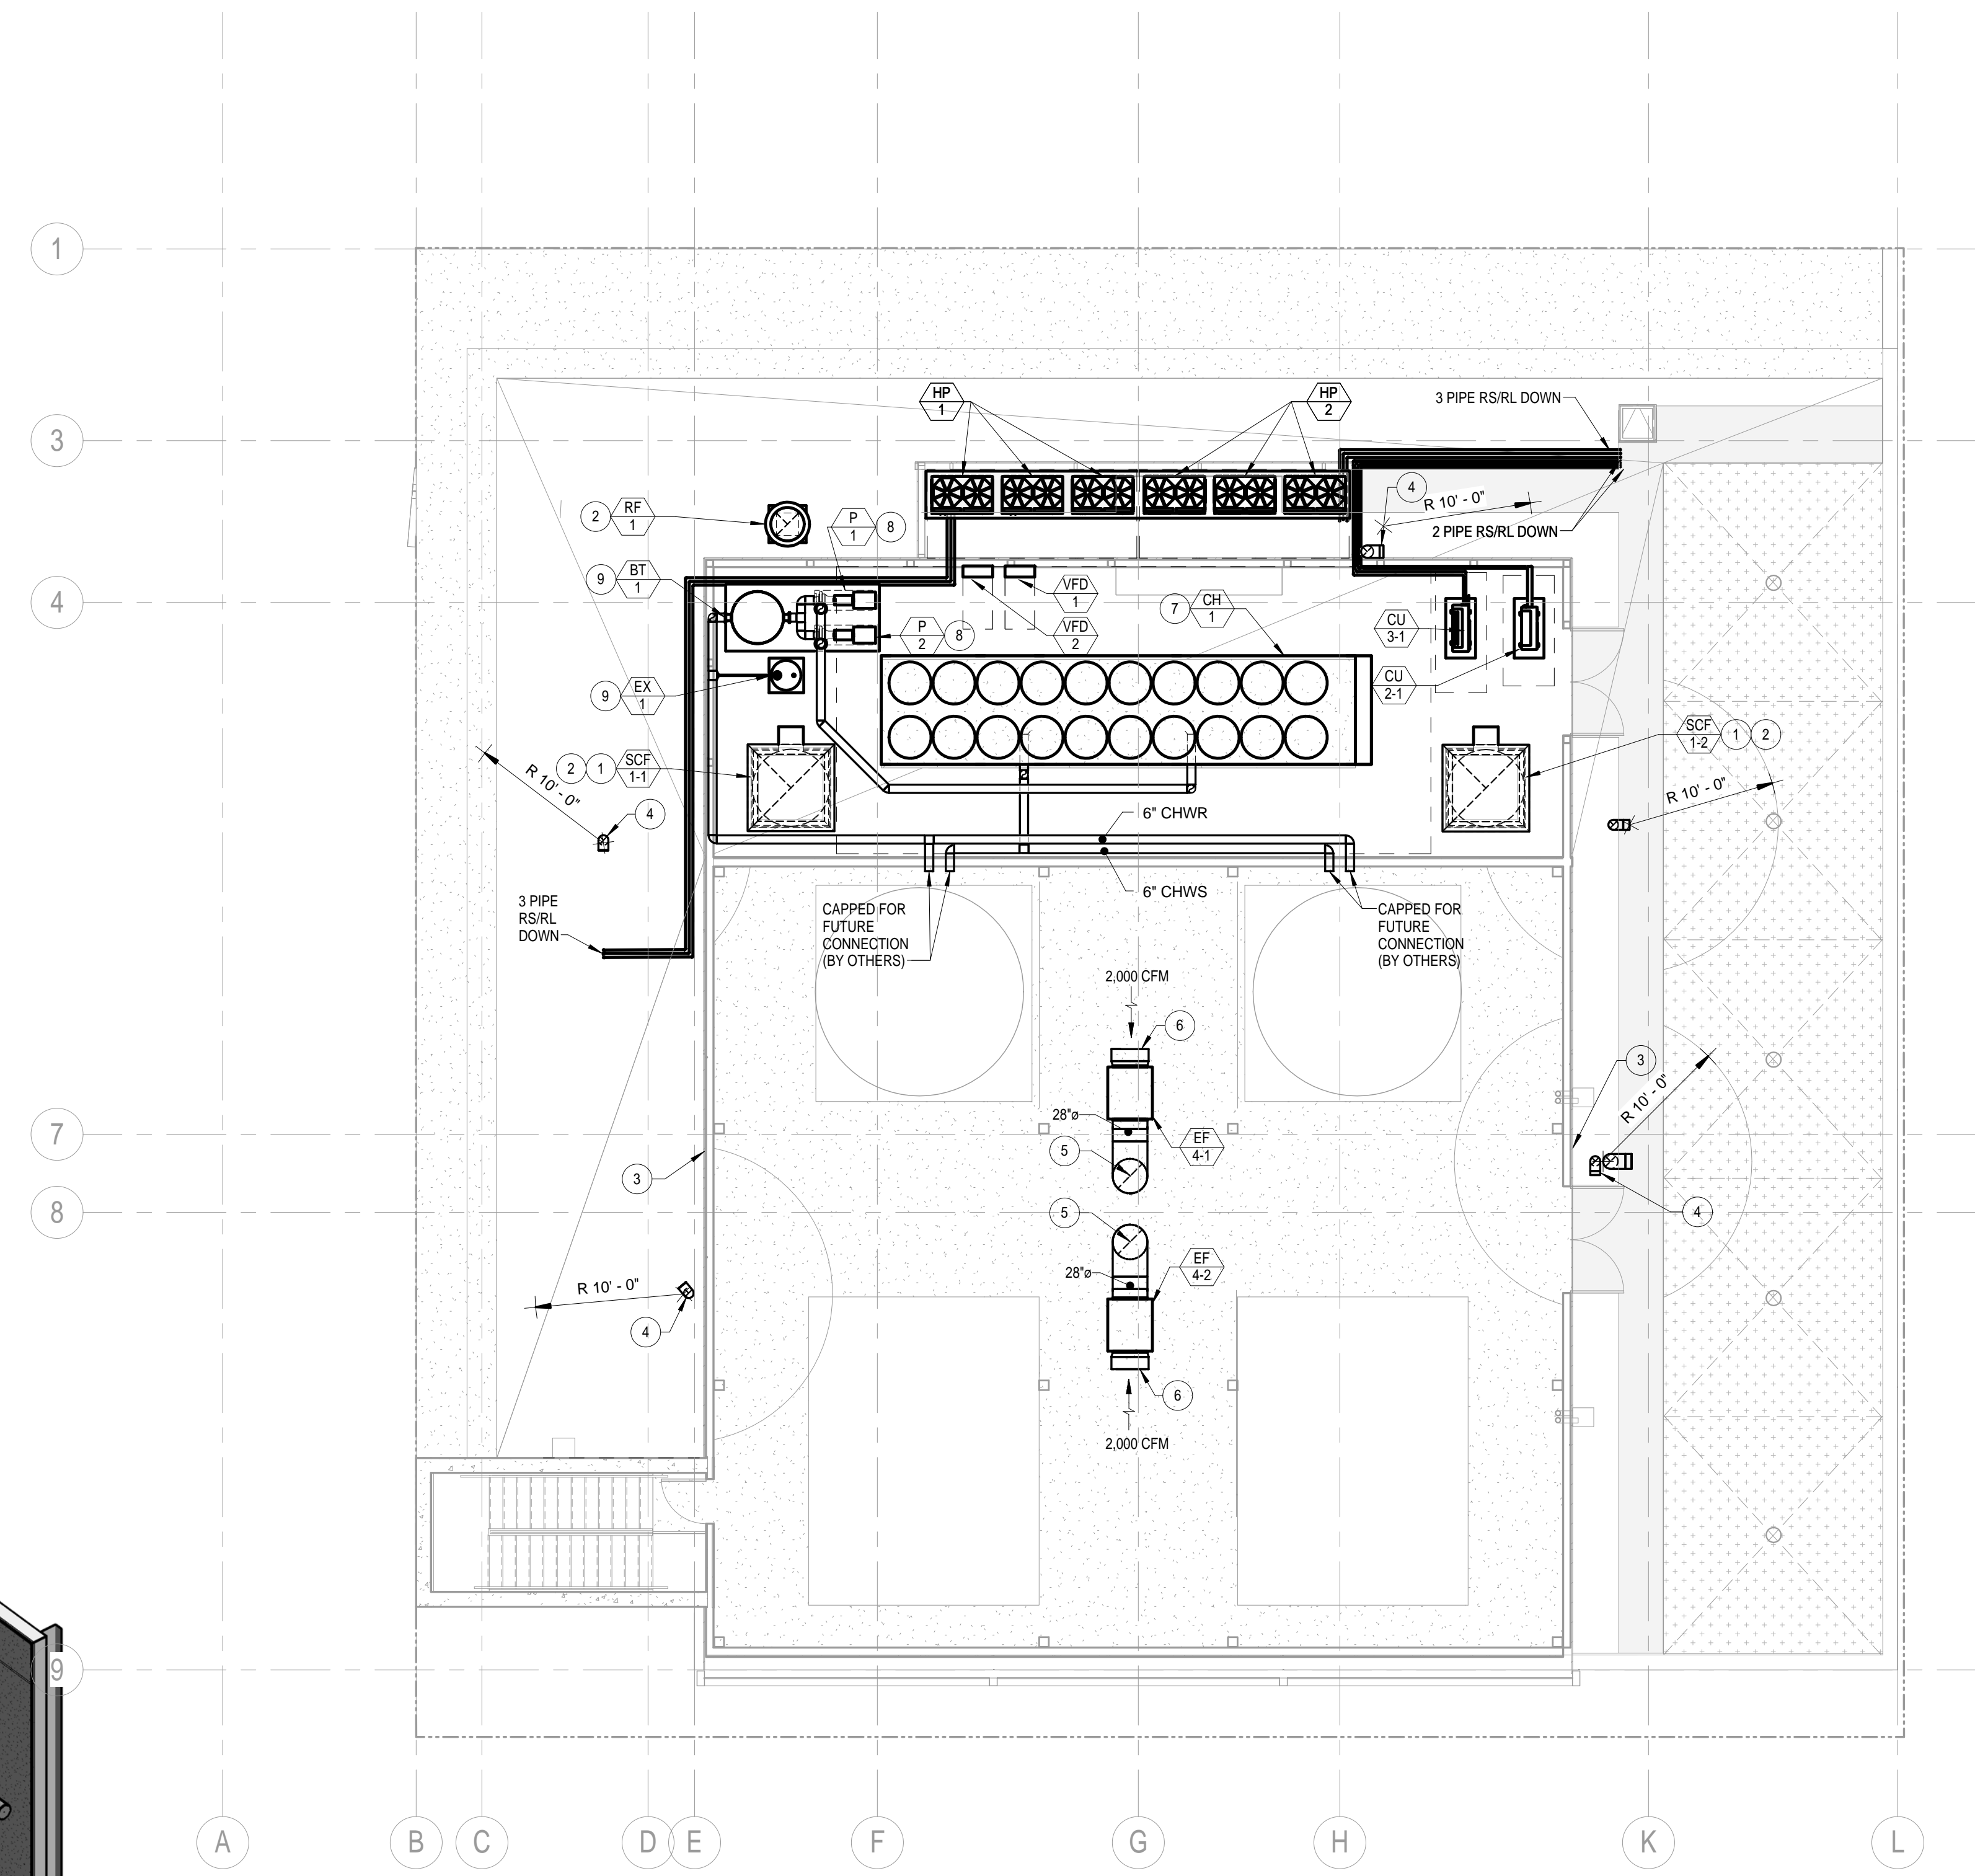 1
3
4
7
8
9
A
B
C
D
E
F
G
H
K
L
HP
1
HP
2
3 PIPE RS/RL DOWN
4
R 10' - 0"
2 PIPE RS/RL DOWN
2
RF
1
P
1
8
9
BT
1
VFD
1
VFD
2
P
2
8
7
CH
1
CU
3-1
CU
2-1
9
EX
1
2
1
SCF
1-1
SCF
1-2
1
2
R 10' - 0"
4
R 10' - 0"
6" CHWR
6" CHWS
3 PIPE
RS/RL
DOWN
CAPPED FOR
FUTURE
CONNECTION
(BY OTHERS)
CAPPED FOR
FUTURE
CONNECTION
(BY OTHERS)
2,000 CFM
6
28"ø
EF
4-1
5
3
3
R 10' - 0"
4
5
28"ø
EF
4-2
R 10' - 0"
4
6
2,000 CFM